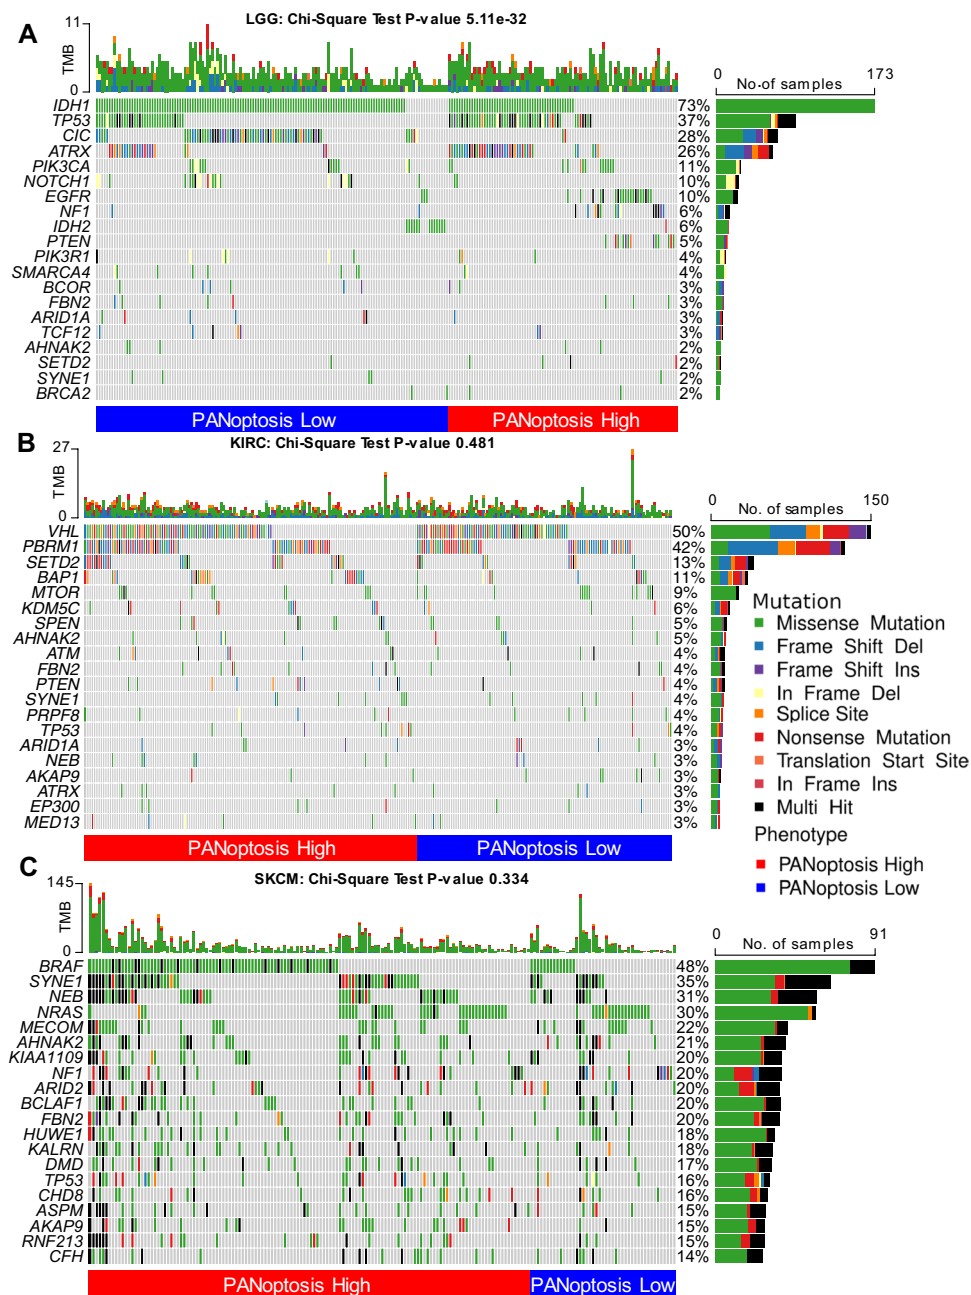 A
LGG: Chi-Square Test P-value 5.11e-32
11
TMB
0
0
No.of samples
173
IDH1 73%
TP53 37%
CIC 28%
ATRX 26%
PIK3CA 11%
NOTCH1 10%
EGFR 10%
NF1 6%
IDH2 6%
PTEN 5%
PIK3R1 4%
SMARCA4 4%
BCOR 3%
FBN2 3%
ARID1A 3%
TCF12 3%
AHNAK2 2%
SETD2 2%
SYNE1 2%
BRCA2 2%
PANoptosis Low PANoptosis High
B
KIRC: Chi-Square Test P-value 0.481
27
TMB
0
0
No. of samples
150
VHL 50%
PBRM1 42%
SETD2 13%
BAP1 11%
MTOR 9%
KDM5C 6%
SPEN 5%
AHNAK2 5%
ATM 4%
FBN2 4%
PTEN 4%
SYNE1 4%
PRPF8 4%
TP53 4%
ARID1A 3%
NEB 3%
AKAP9 3%
ATRX 3%
EP300 3%
MED13 3%
PANoptosis High PANoptosis Low
Mutation
Missense Mutation
Frame Shift Del
Frame Shift Ins
In Frame Del
Splice Site
Nonsense Mutation
Translation Start Site
In Frame Ins
Multi Hit
Phenotype
PANoptosis High
PANoptosis Low
C
SKCM: Chi-Square Test P-value 0.334
145
TMB
0
0
No. of samples
91
BRAF 48%
SYNE1 35%
NEB 31%
NRAS 30%
MECOM 22%
AHNAK2 21%
KIAA1109 20%
NF1 20%
ARID2 20%
BCLAF1 20%
FBN2 20%
HUWE1 18%
KALRN 18%
DMD 17%
TP53 16%
CHD8 16%
ASPM 15%
AKAP9 15%
RNF213 15%
CFH 14%
PANoptosis High PANoptosis Low